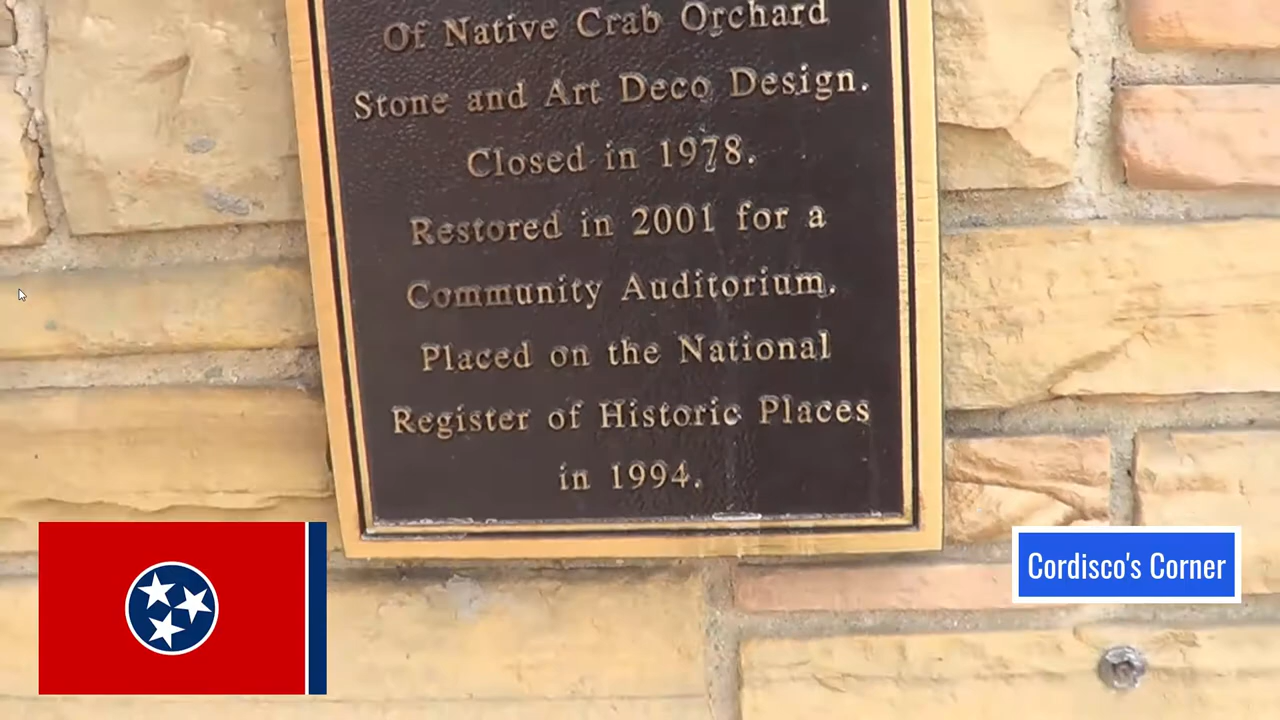 Of Native Crab Orchard
Stone and Art Deco Design.
Closed in 1978.
Restored in 2001 for a
Community Auditorium.
Placed on the National
Register of Historic Places
in 1994.
Cordisco's Corner